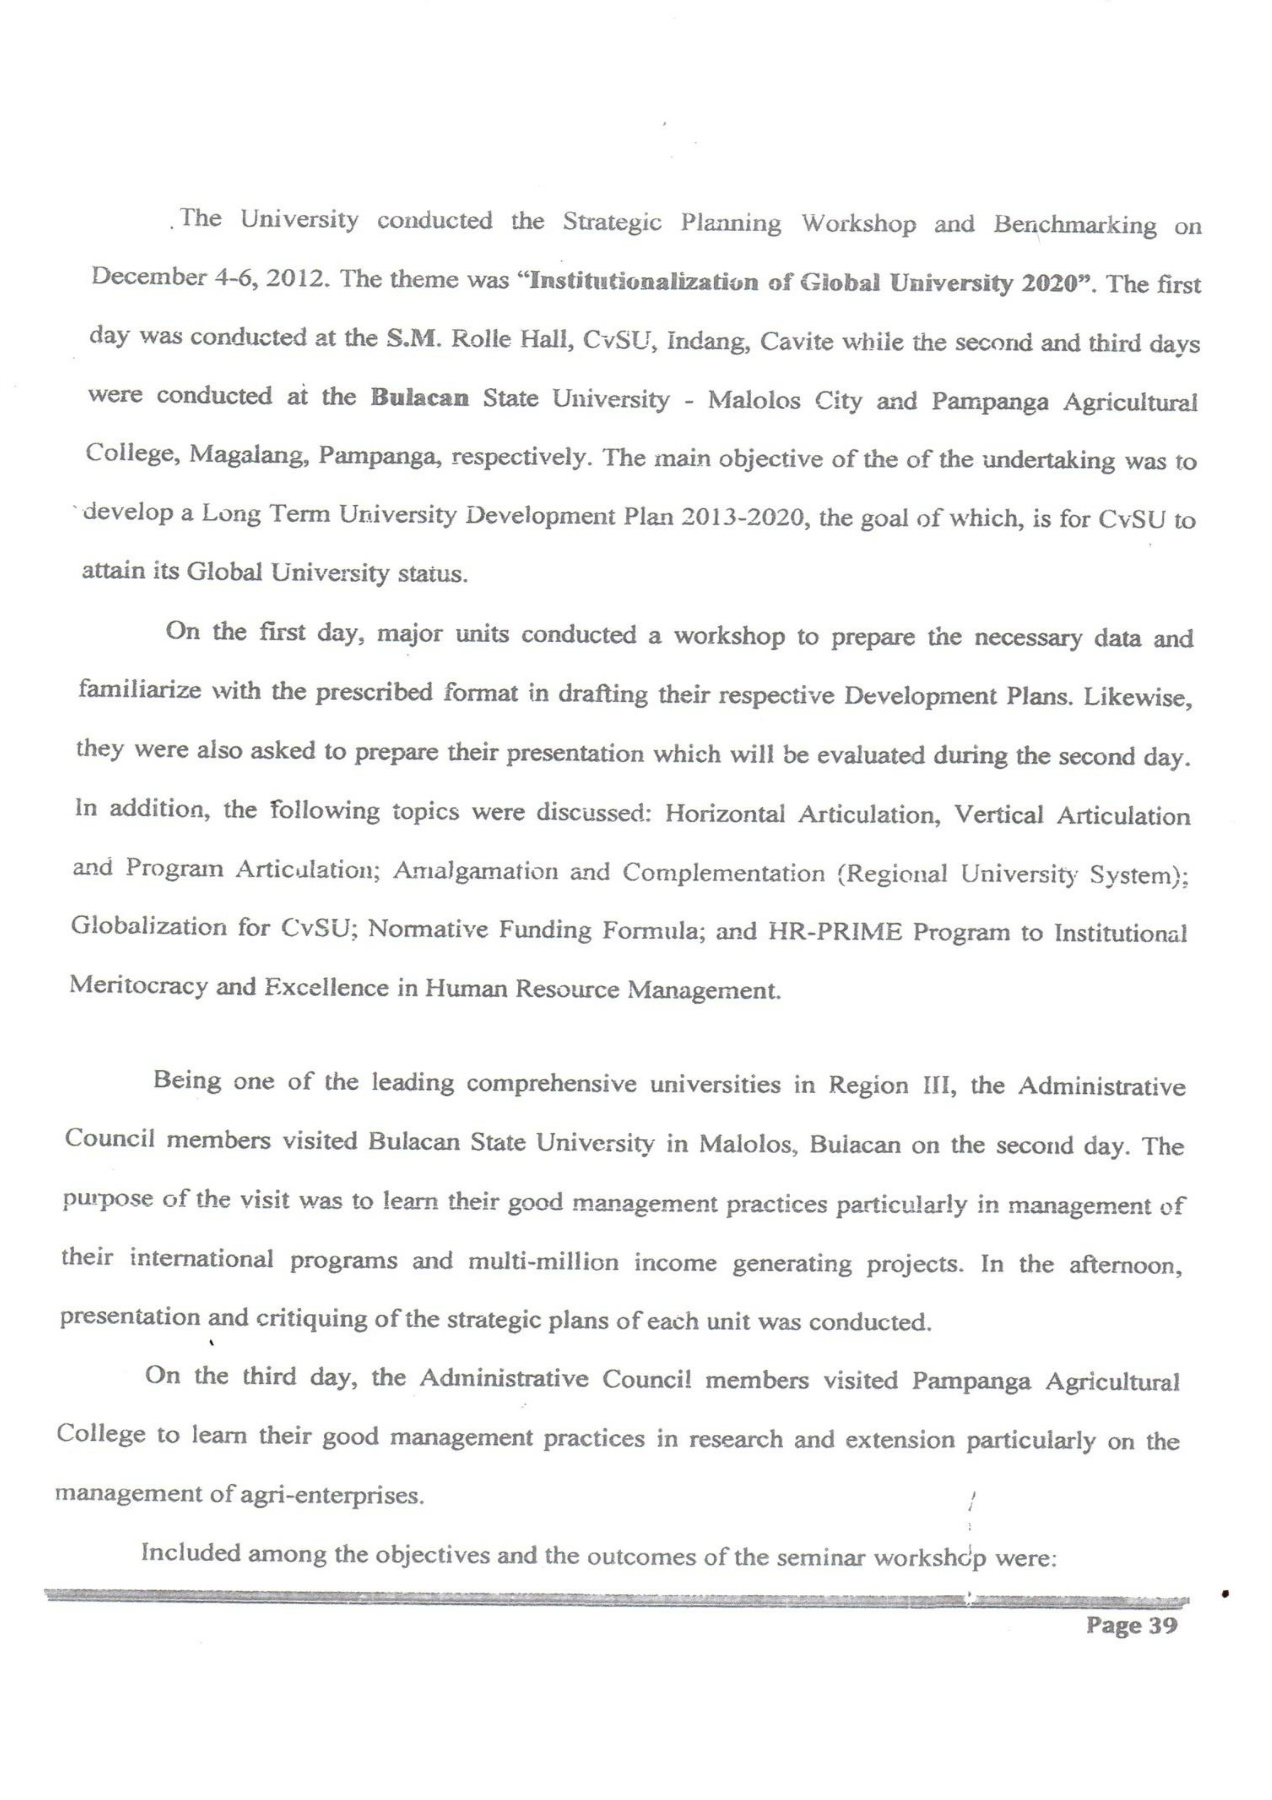 The University conducted the Strategic Planning Workshop and Benchmarking on
December 4-6, 2012. The theme was “Institutionalization of Global University 2020”. The first
day was conducted at the S.M. Rolle Hall, CvSU, Indang, Cavite while the second and third days
were conducted at the Bulacan State University - Malolos City and Pampanga Agricultural
College, Magalang, Pampanga, respectively. The main objective of the of the undertaking was to
develop a Long Term University Development Plan 2013-2020, the goal of which, is for CvSU to
attain its Global University status.
On the first day, major units conducted a workshop to prepare the necessary data and
familiarize with the prescribed format in drafting their respective Development Plans. Likewise,
they were also asked to prepare their presentation which will be evaluated during the second day.
In addition, the following topics were discussed: Horizontal Articulation, Vertical Articulation
and Program Articulation; Amalgamation and Complementation (Regional University System);
Globalization for CvSU; Normative Funding Formula; and HR-PRIME Program to Institutional
Meritocracy and Excellence in Human Resource Management.
Being one of the leading comprehensive universities in Region III, the Administrative
Council members visited Bulacan State University in Malolos, Bulacan on the second day. The
purpose of the visit was to learn their good management practices particularly in management of
their international programs and multi-million income generating projects. In the afternoon,
presentation and critiquing of the strategic plans of each unit was conducted.
On the third day, the Administrative Council members visited Pampanga Agricultural
College to learn their good management practices in research and extension particularly on the
management of agri-enterprises.
Included among the objectives and the outcomes of the seminar workshop were:
Page 39